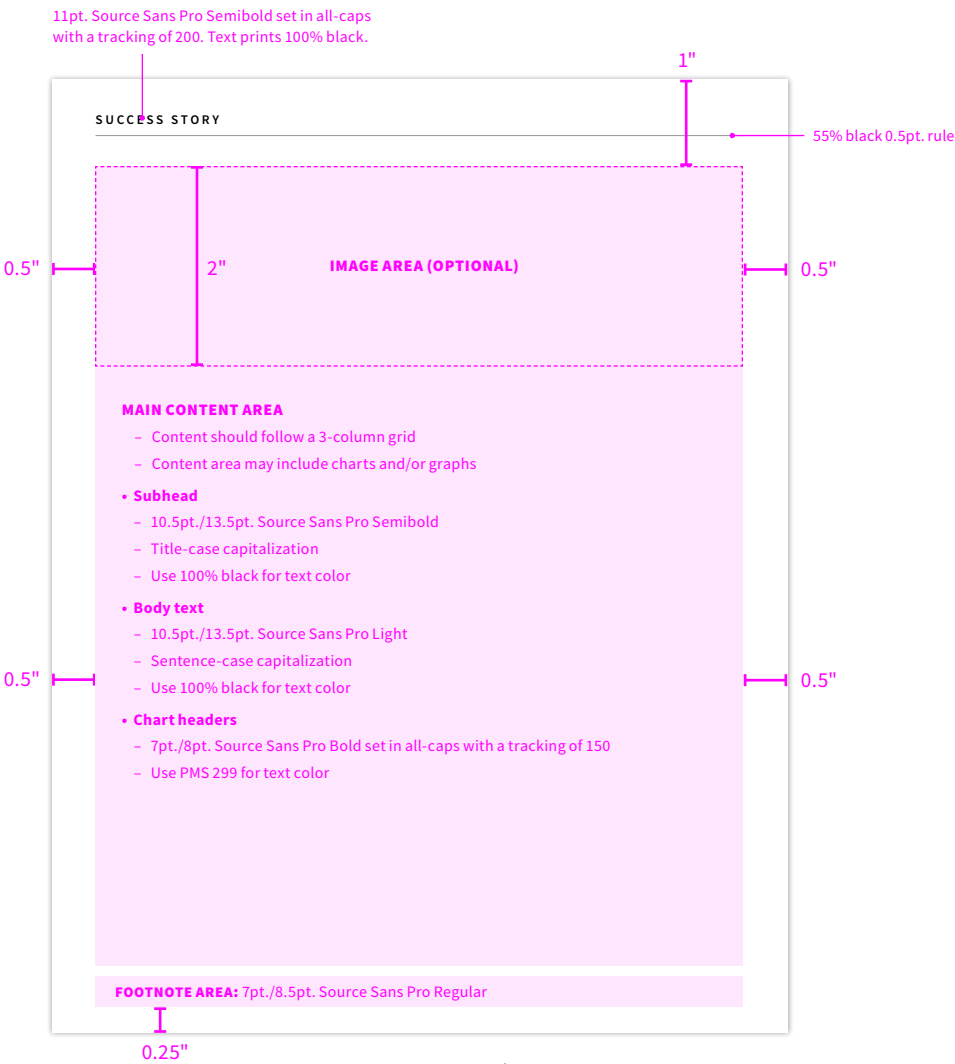 11pt. Source Sans Pro Semibold set in all-caps
with a tracking of 200. Text prints 100% black.
1"
SUCCESS STORY
55% black 0.5pt. rule
0.5"
2"
IMAGE AREA (OPTIONAL)
0.5"
MAIN CONTENT AREA
– Content should follow a 3-column grid
– Content area may include charts and/or graphs
• Subhead
– 10.5pt./13.5pt. Source Sans Pro Semibold
– Title-case capitalization
– Use 100% black for text color
• Body text
– 10.5pt./13.5pt. Source Sans Pro Light
– Sentence-case capitalization
0.5"
0.5"
– Use 100% black for text color
• Chart headers
– 7pt./8pt. Source Sans Pro Bold set in all-caps with a tracking of 150
– Use PMS 299 for text color
FOOTNOTE AREA: 7pt./8.5pt. Source Sans Pro Regular
0.25"